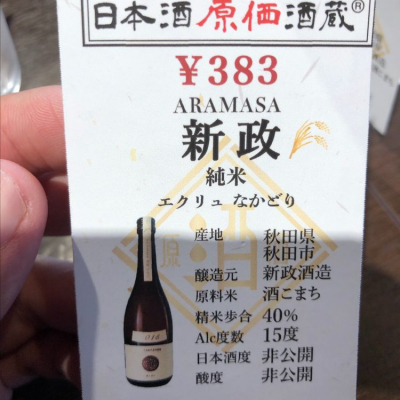 日本酒原価酒蔵®
¥383
ARAMASA
新政
純米
エクリュ なかどり
産地 秋田県
秋田市
醸造元 新政酒造
原料米 酒こまち
精米歩合 40%
Alc度数 15度
日本酒度 非公開
酸度 非公開